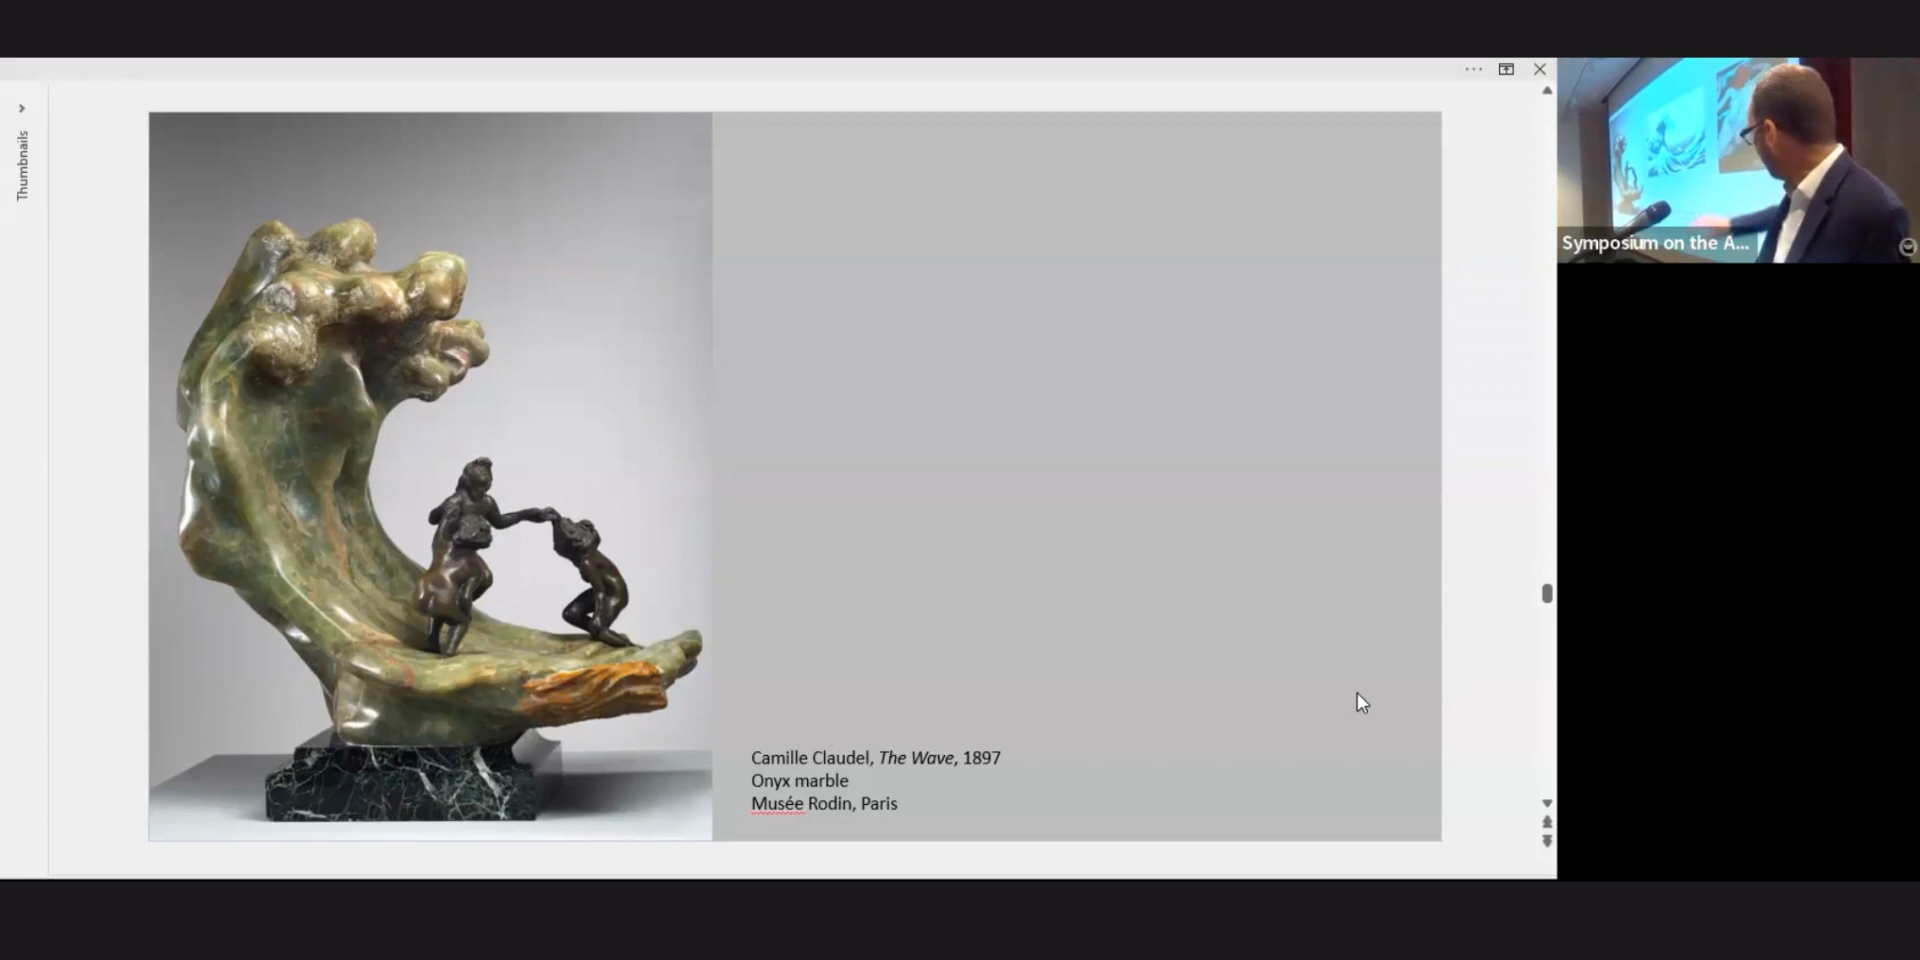 Thumbnails
Camille Claudel, The Wave, 1897
Onyx marble
Musée Rodin, Paris
Symposium on the A...